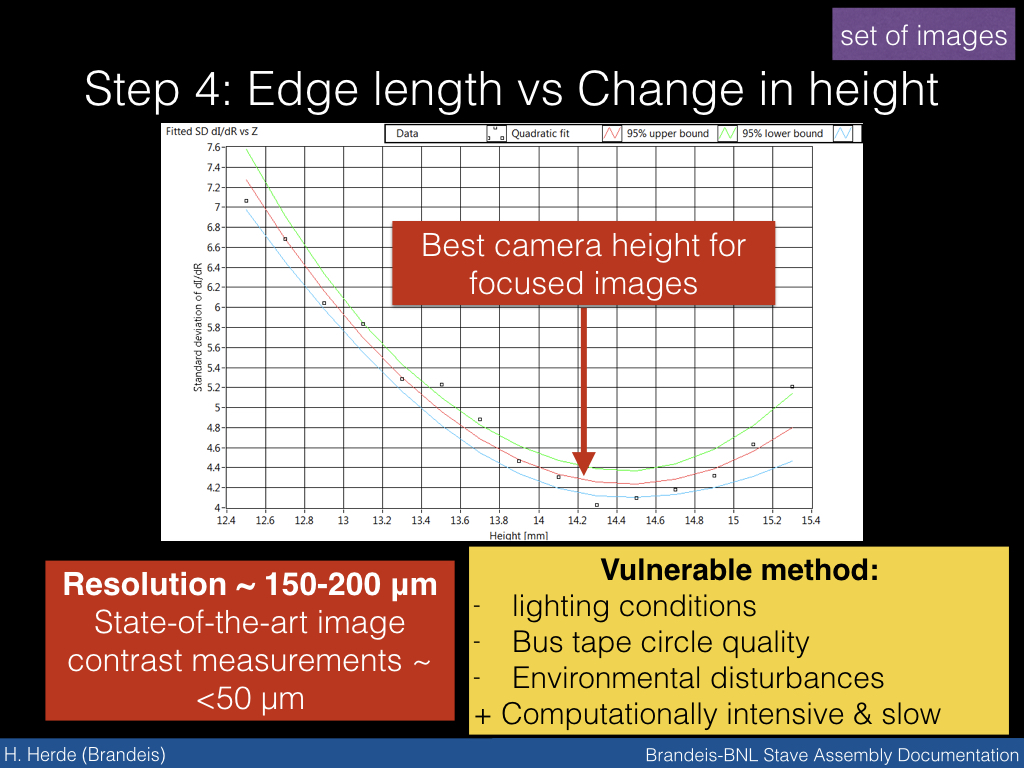 set of images
Step 4: Edge length vs Change in height
Fitted SD dI/dR vs Z
Data
Quadratic fit
95% upper bound
95% lower bound
7.6
7.4
7.2
7
6.8
6.6
6.4
6.2
6
5.8
5.6
5.4
5.2
5
4.8
4.6
4.4
4.2
4
Standard deviation of dI/dR
Best camera height for
focused images
12.4 12.6 12.8 13 13.2 13.4 13.6 13.8 14 14.2 14.4 14.6 14.8 15 15.2 15.4
Height [mm]
Resolution ~ 150-200 μm
State-of-the-art image
contrast measurements ~
<50 μm
Vulnerable method:
- lighting conditions
- Bus tape circle quality
- Environmental disturbances
+ Computationally intensive & slow
H. Herde (Brandeis)
Brandeis-BNL Stave Assembly Documentation